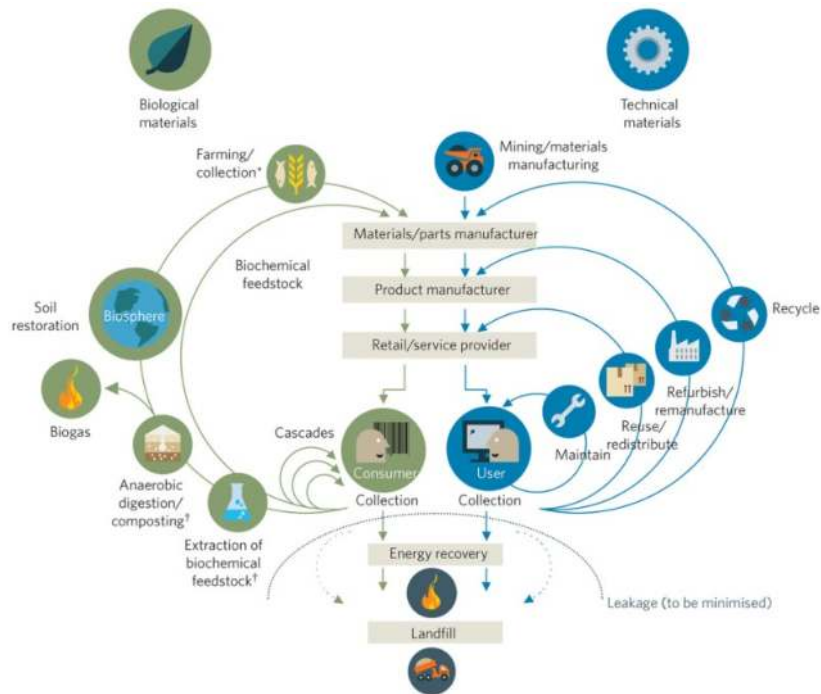 Biological
materials
Technical
materials
Farming/
collection*
Mining/materials
manufacturing
Materials/parts manufacturer
Biochemical
feedstock
Product manufacturer
Soil
restoration
Biosphere
Recycle
Retail/service provider
Refurbish/
remanufacture
Biogas
Reuse/
redistribute
Cascades
Maintain
Consumer
User
Anaerobic
digestion/
composting†
Collection
Collection
Extraction of
biochemical
feedstock†
Energy recovery
Leakage (to be minimised)
Landfill